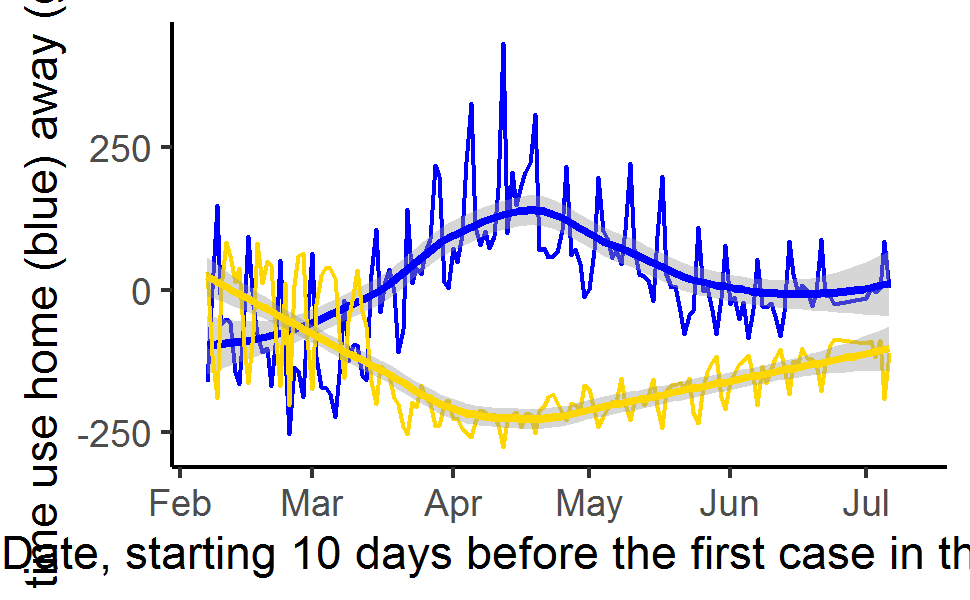 time use home (blue) away (
250
0
-250
Feb Mar Apr May Jun Jul
Date, starting 10 days before the first case in th